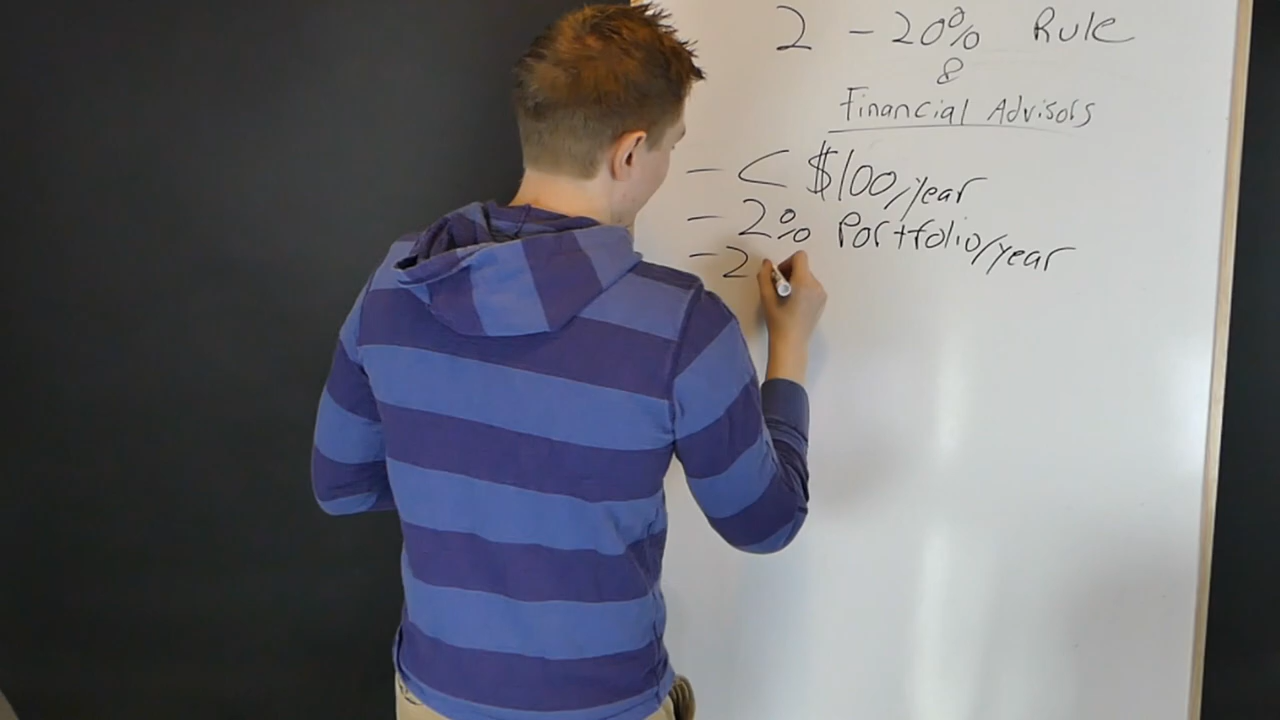 2 - 20% Rule
&
Financial Advisors
- < $100/year
- 2% Portfolio/year
- 2